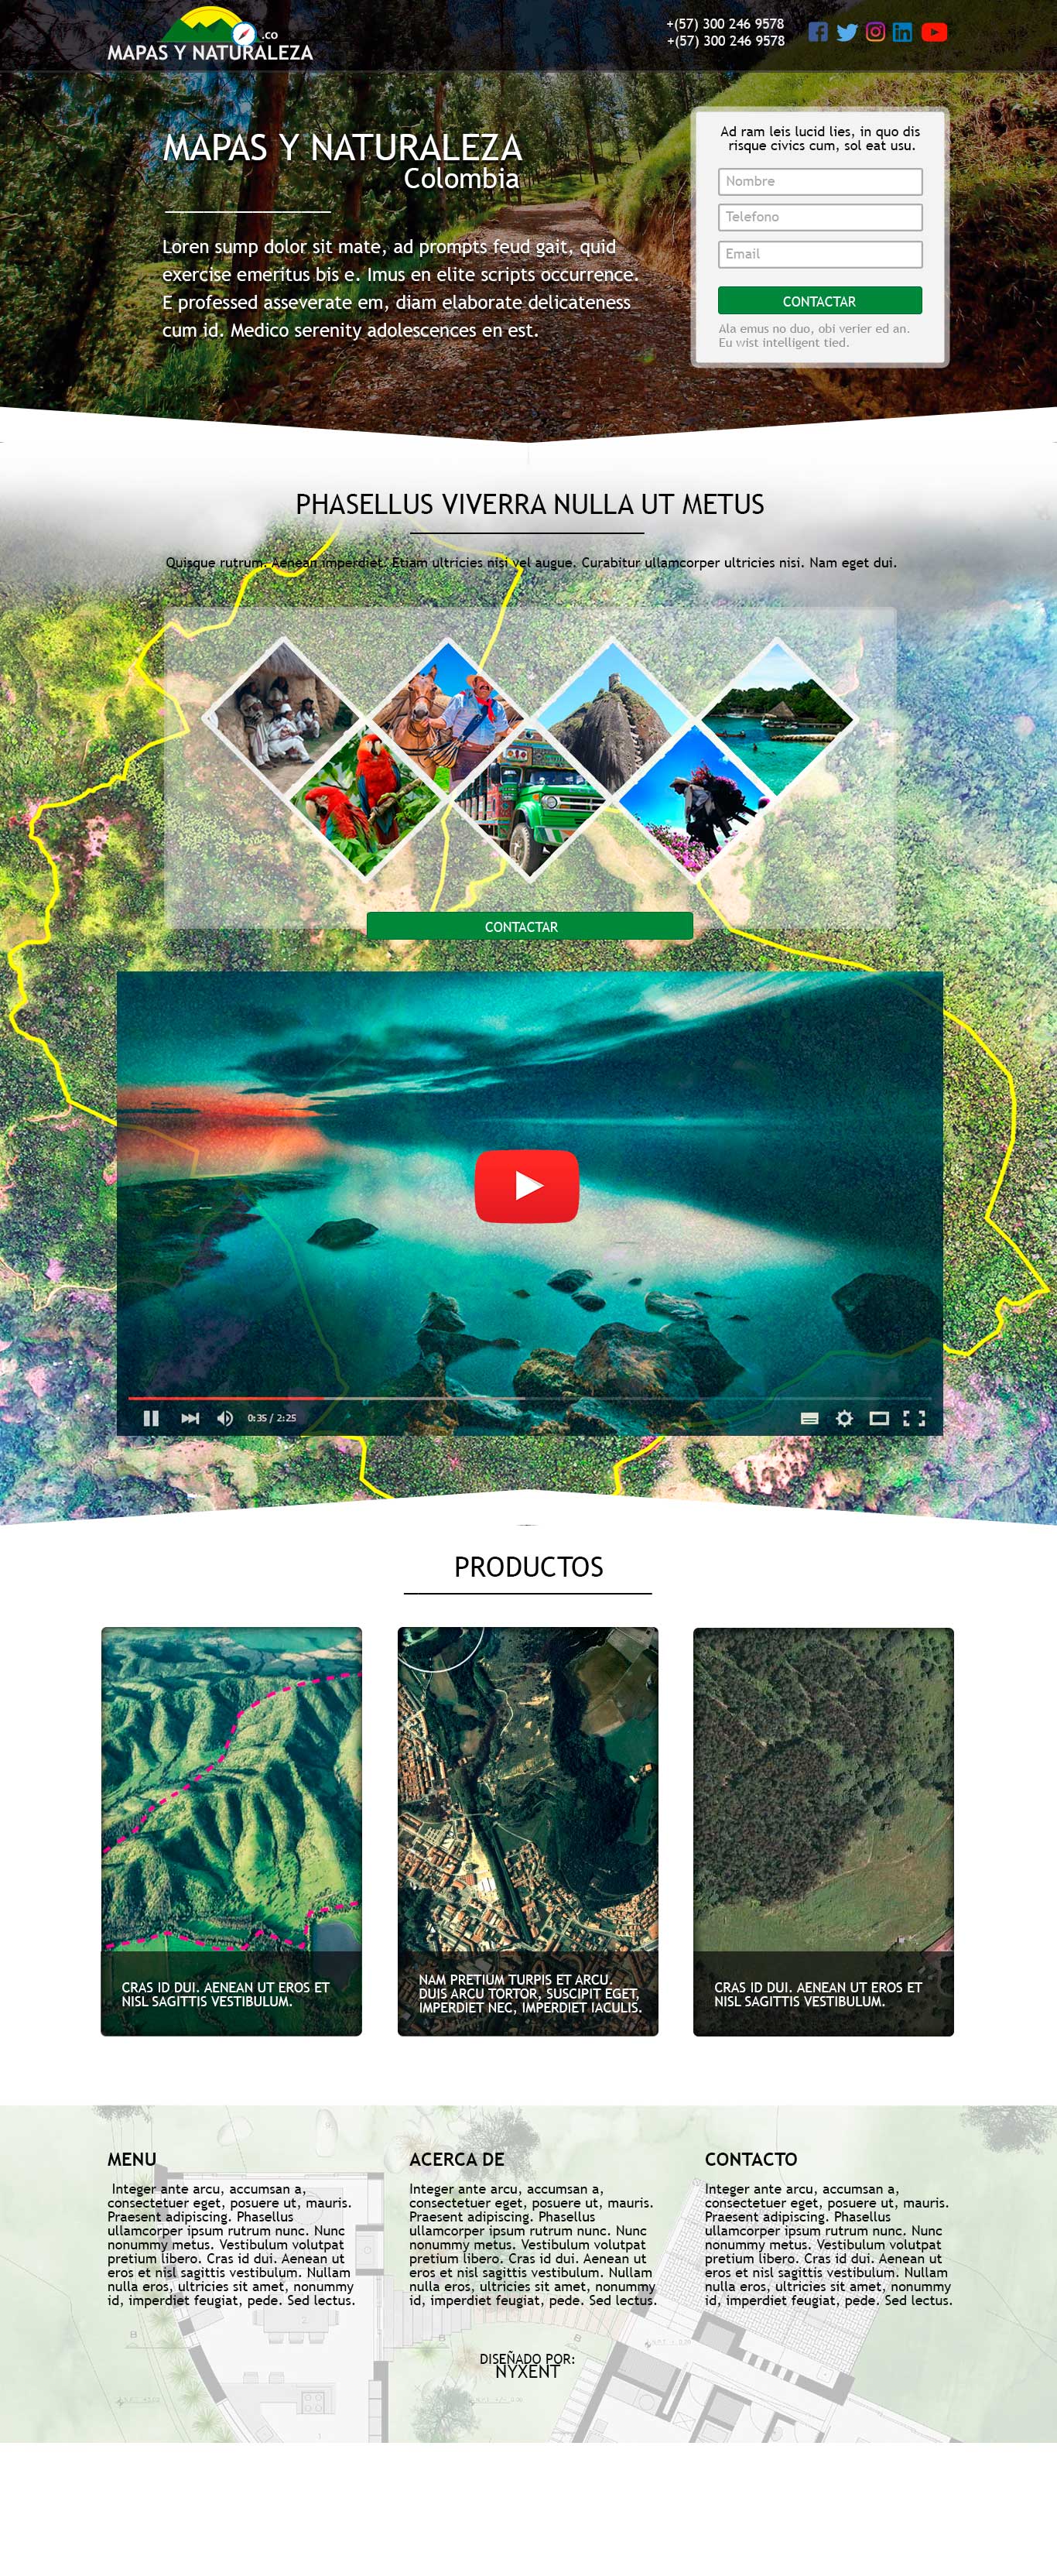 .co
MAPAS Y NATURALEZA
+(57) 300 246 9578
+(57) 300 246 9578
MAPAS Y NATURALEZA
Colombia
Loren sump dolor sit mate, ad prompts feud gait, quid
exercise emeritus bis e. Imus en elite scripts occurrence.
E professed asseverate em, diam elaborate delicateness
cum id. Medico serenity adolescences en est.
Ad ram leis lucid lies, in quo dis
risque civics cum, sol eat usu.
Nombre
Telefono
Email
CONTACTAR
Ala emus no duo, obi verier ed an.
Eu wist intelligent tied.
PHASELLUS VIVERRA NULLA UT METUS
Quisque rutrum. Aenean imperdiet. Etiam ultricies nisi vel augue. Curabitur ullamcorper ultricies nisi. Nam eget dui.
CONTACTAR
0:35 / 2:25
PRODUCTOS
CRAS ID DUI. AENEAN UT EROS ET
NISL SAGITTIS VESTIBULUM.
NAM PRETIUM TURPIS ET ARCU.
DUIS ARCU TORTOR, SUSCIPIT EGET,
IMPERDIET NEC, IMPERDIET IACULIS.
CRAS ID DUI. AENEAN UT EROS ET
NISL SAGITTIS VESTIBULUM.
MENU
Integer ante arcu, accumsan a,
consectetuer eget, posuere ut, mauris.
Praesent adipiscing. Phasellus
ullamcorper ipsum rutrum nunc. Nunc
nonummy metus. Vestibulum volutpat
pretium libero. Cras id dui. Aenean ut
eros et nisl sagittis vestibulum. Nullam
nulla eros, ultricies sit amet, nonummy
id, imperdiet feugiat, pede. Sed lectus.
ACERCA DE
Integer ante arcu, accumsan a,
consectetuer eget, posuere ut, mauris.
Praesent adipiscing. Phasellus
ullamcorper ipsum rutrum nunc. Nunc
nonummy metus. Vestibulum volutpat
pretium libero. Cras id dui. Aenean ut
eros et nisl sagittis vestibulum. Nullam
nulla eros, ultricies sit amet, nonummy
id, imperdiet feugiat, pede. Sed lectus.
CONTACTO
Integer ante arcu, accumsan a,
consectetuer eget, posuere ut, mauris.
Praesent adipiscing. Phasellus
ullamcorper ipsum rutrum nunc. Nunc
nonummy metus. Vestibulum volutpat
pretium libero. Cras id dui. Aenean ut
eros et nisl sagittis vestibulum. Nullam
nulla eros, ultricies sit amet, nonummy
id, imperdiet feugiat, pede. Sed lectus.
DISEÑADO POR:
NYXENT